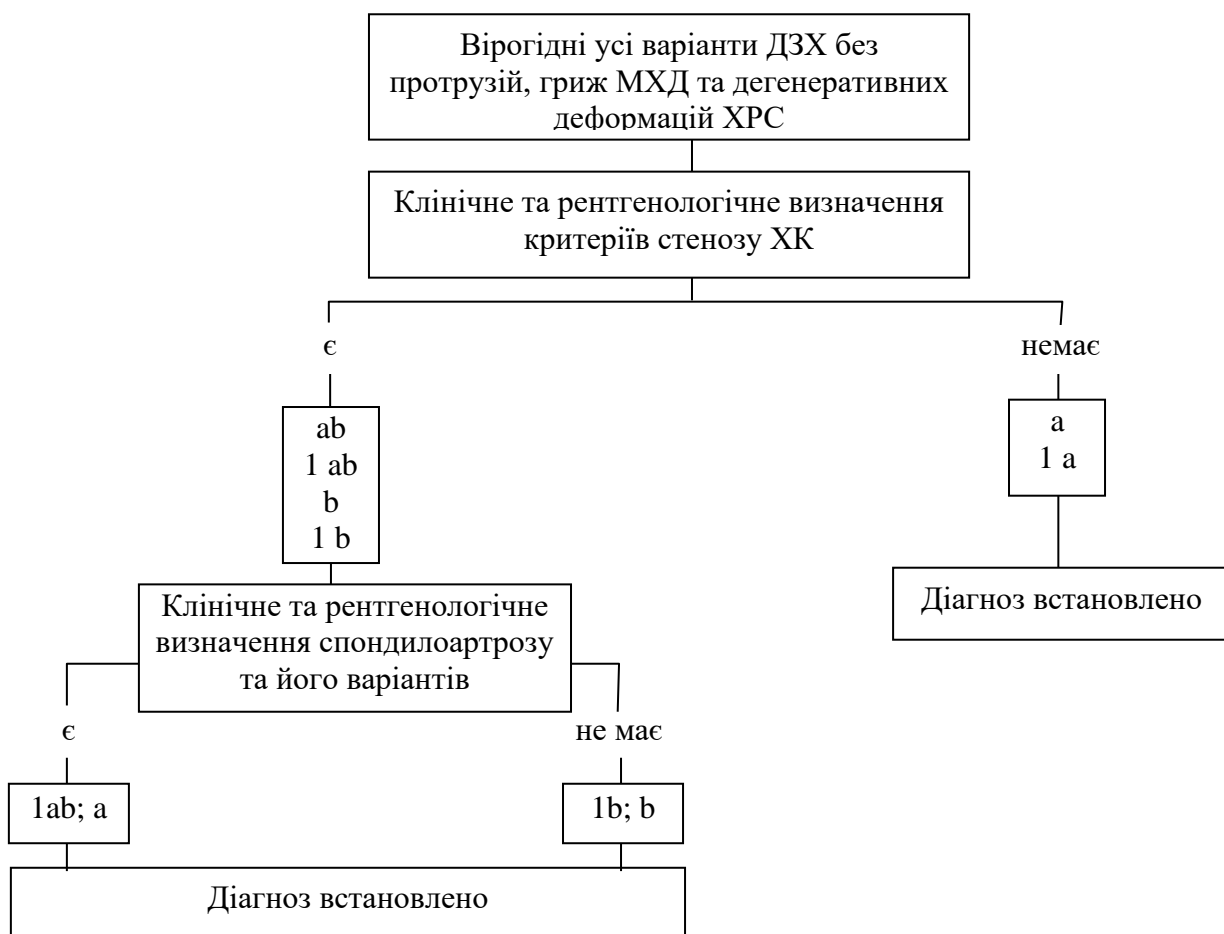 Вірогідні усі варіанти ДЗХ без
протрузій, гриж МХД та дегенеративних
деформацій ХРС
Клінічне та рентгенологічне визначення
критеріїв стенозу ХК
є
немає
ab
1 ab
b
1 b
a
1 a
Клінічне та рентгенологічне
визначення спондилоартрозу
та його варіантів
Діагноз встановлено
є
не має
1ab; a
1b; b
Діагноз встановлено